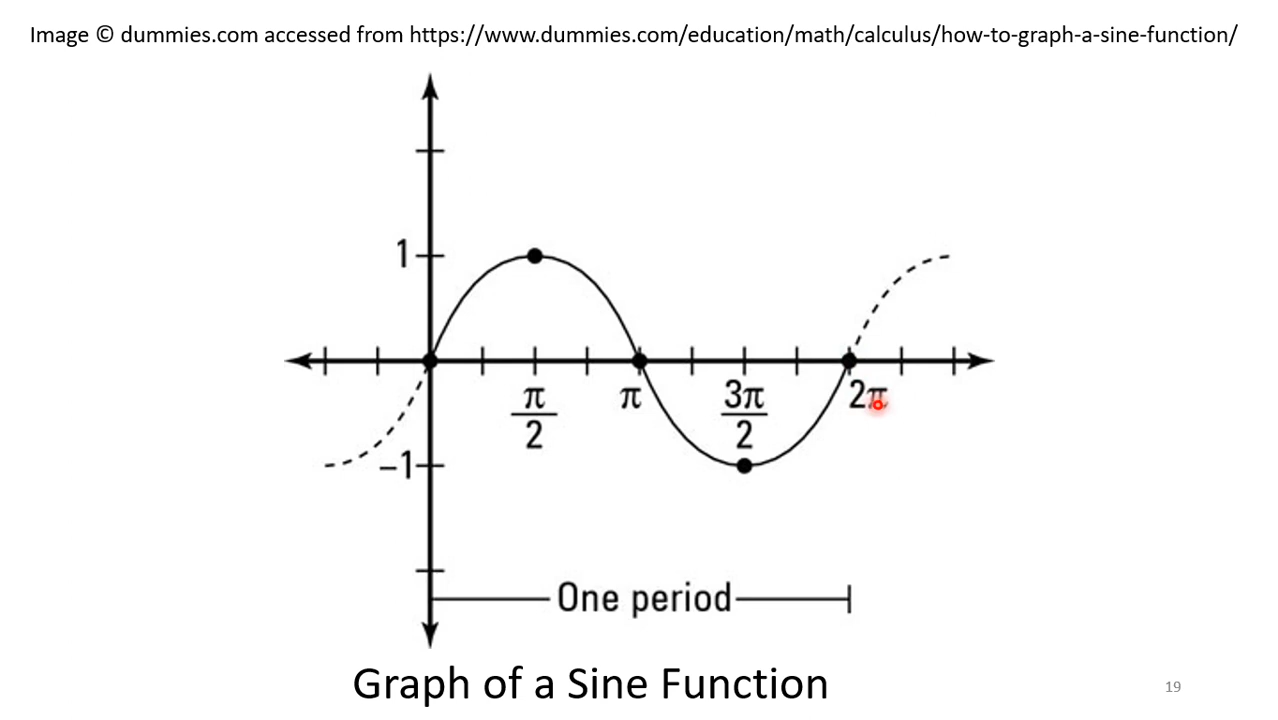 Image © dummies.com accessed from https://www.dummies.com/education/math/calculus/how-to-graph-a-sine-function/
1
π/2
π
3π/2
2π
–1
One period
Graph of a Sine Function
19